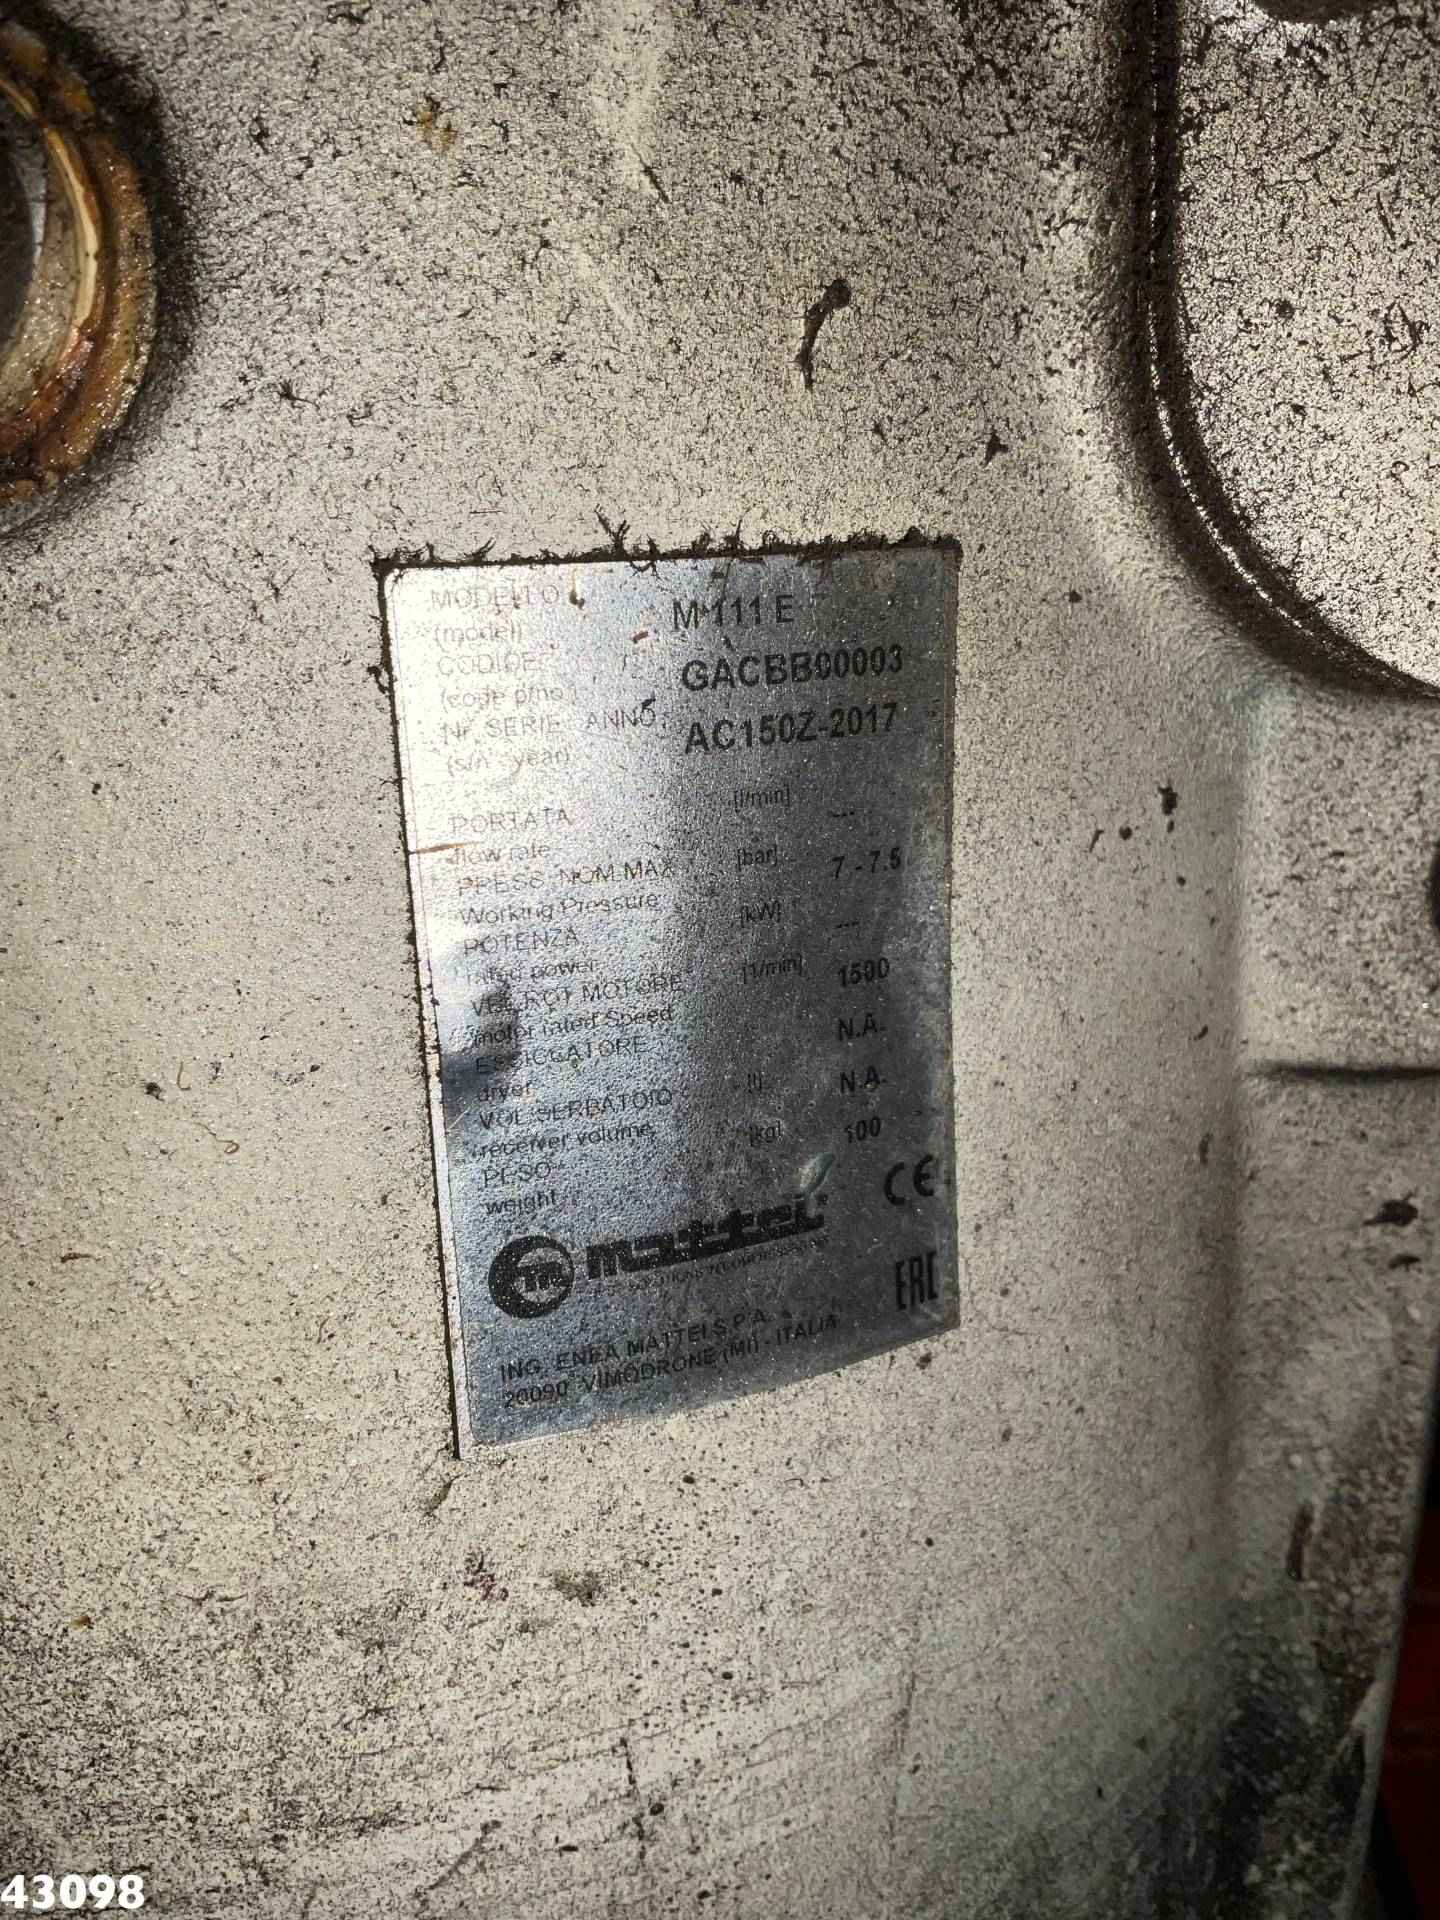 MODELLO M 111 E
(model)
CODICE GACBB00003
(code p/no.)
Nr. SERIE - ANNO AC150Z-2017
(s/n - year)
PORTATA [l/min] ---
flow rate
PRESS. NOM-MAX [bar] 7 - 7.5
Working Pressure
POTENZA [kW] ---
rated power
VEL. ROT MOTORE [1/min] 1500
motor rated Speed
ESSICCATORE N.A.
dryer
VOL. SERBATOIO [l] N.A.
receiver volume
PESO [kg] 100
weight
CE
m mattei
ERC
ING. ENEA MATTEI S.P.A.
20090 VIMODRONE (MI) - ITALIA
43098